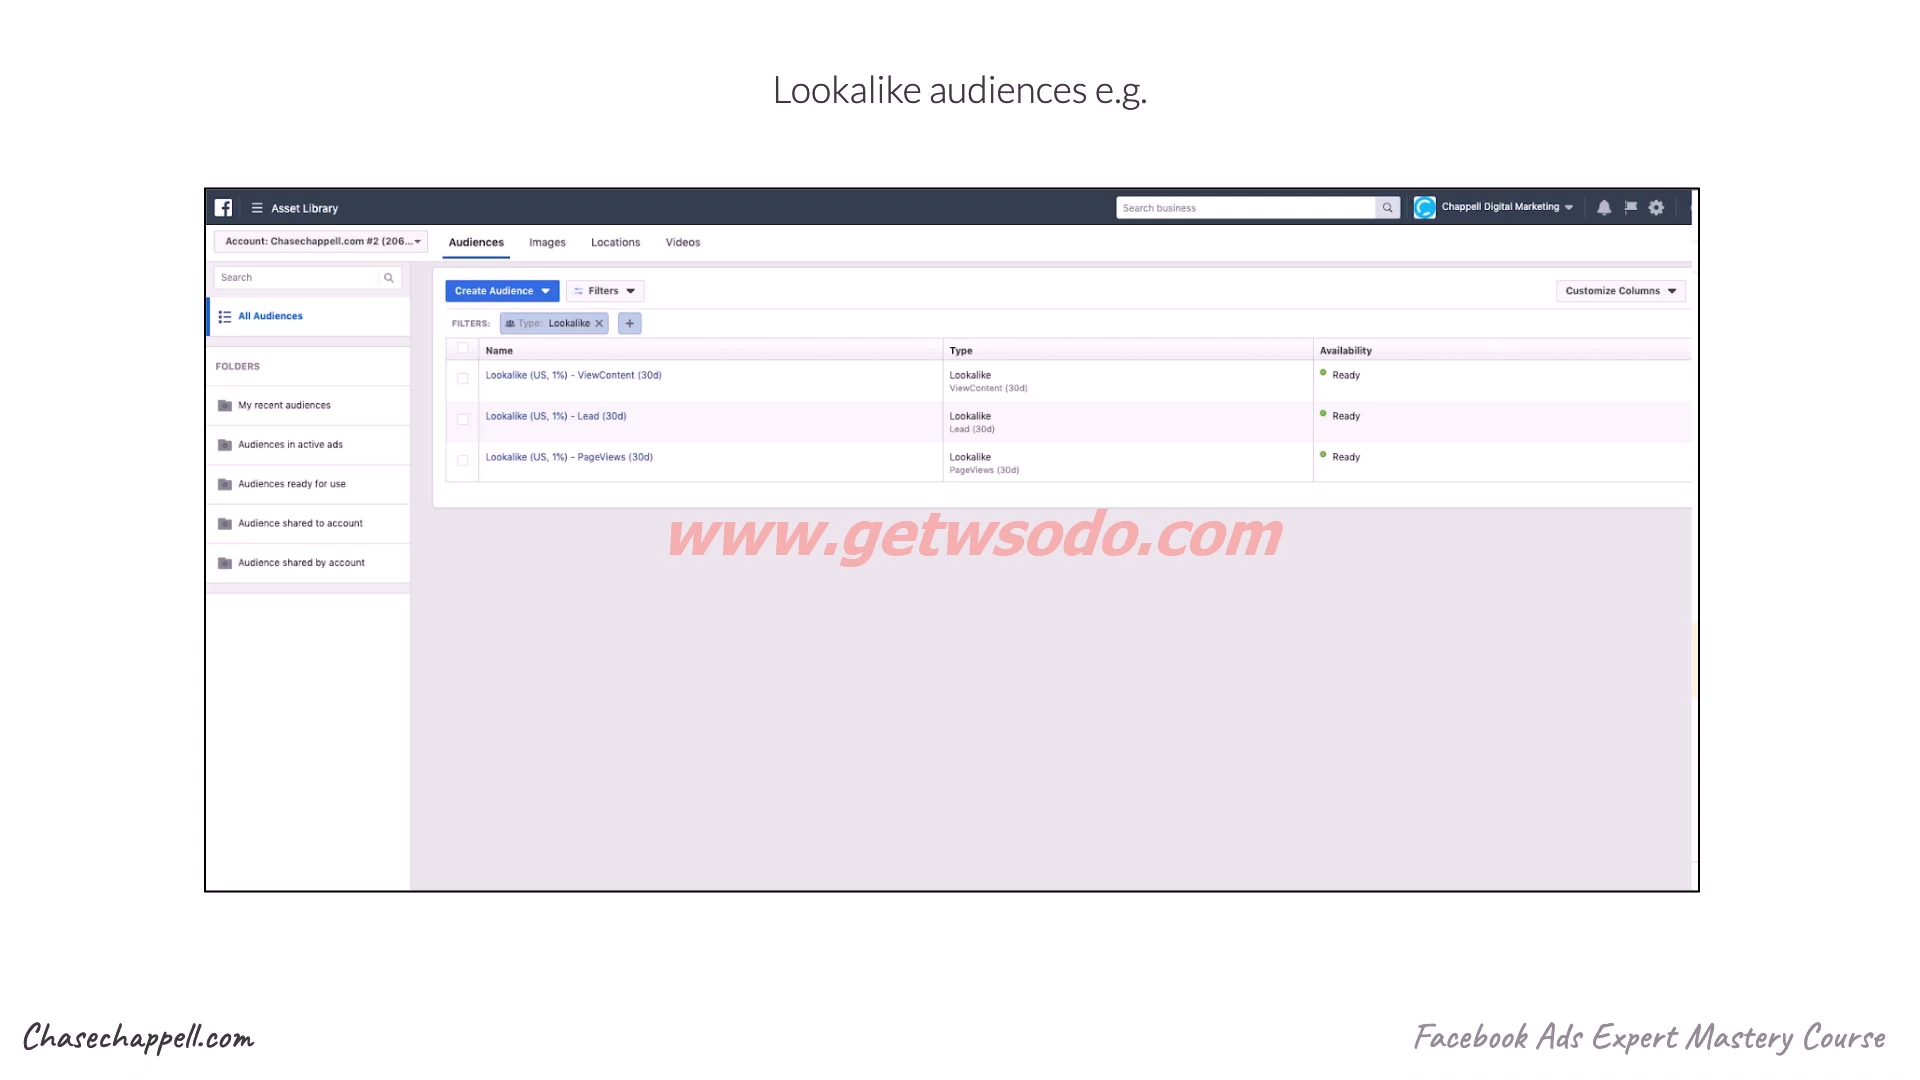 Lookalike audiences e.g.
Asset Library
Search business
Chappell Digital Marketing
Account: Chasechappell.com #2 (206...
Audiences Images Locations Videos
Search
All Audiences
FOLDERS
My recent audiences
Audiences in active ads
Audiences ready for use
Audience shared to account
Audience shared by account
Create Audience Filters Customize Columns
FILTERS: Type: Lookalike
Name Type Availability
Lookalike (US, 1%) - ViewContent (30d) Lookalike Ready
ViewContent (30d)
Lookalike (US, 1%) - Lead (30d) Lookalike Ready
Lead (30d)
Lookalike (US, 1%) - PageViews (30d) Lookalike Ready
PageViews (30d)
www.getwsodo.com
Chasechappell.com
Facebook Ads Expert Mastery Course